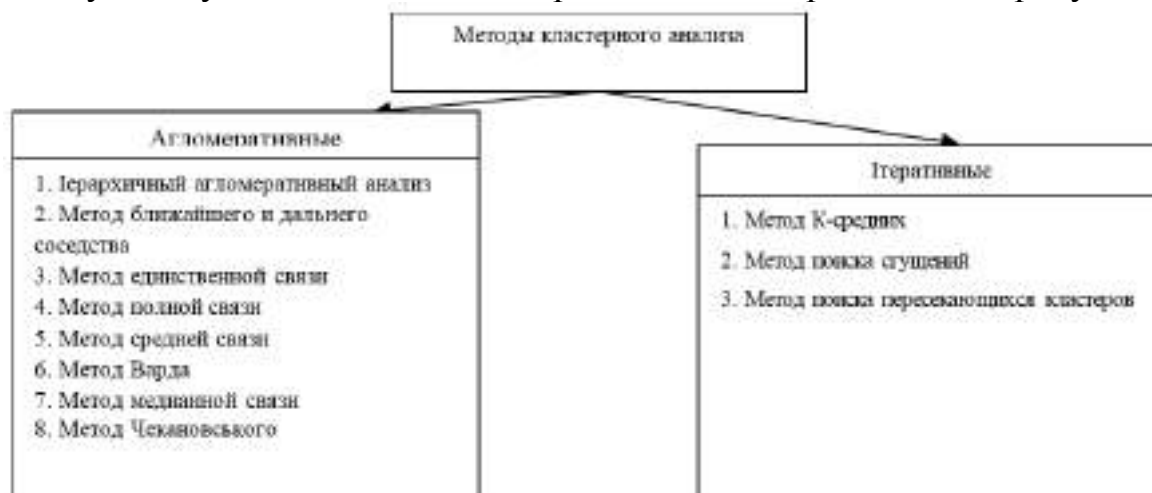 Методы кластерного анализа
Агломеративные
1. Іерархичный агломеративный анализ
2. Метод ближайшего и дальнего
соседства
3. Метод единственной связи
4. Метод полной связи
5. Метод средней связи
6. Метод Варда
7. Метод медианной связи
8. Метод Чекановського
Ітеративные
1. Метод К-средних
2. Метод поиска сгущений
3. Метод поиска пересекающихся кластеров